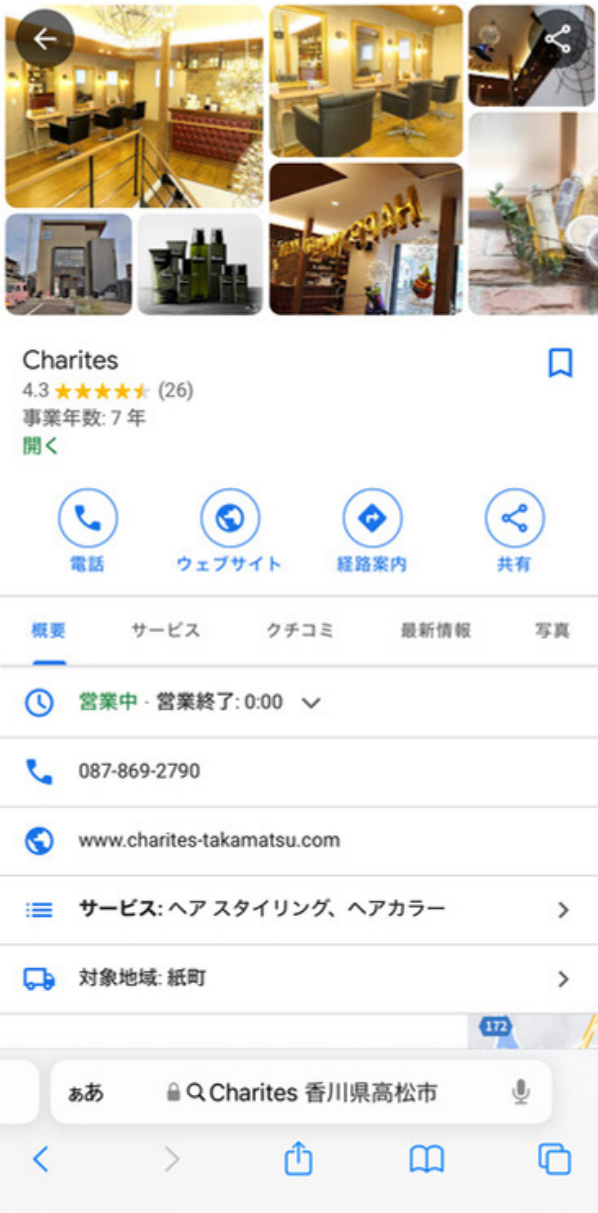 Charites
4.3 ★★★★⯪ (26)
事業年数: 7 年
開く
電話
ウェブサイト
経路案内
共有
概要
サービス
クチコミ
最新情報
写真
営業中 · 営業終了: 0:00
087-869-2790
www.charites-takamatsu.com
サービス: ヘア スタイリング、ヘアカラー
対象地域: 紙町
172
ぁあ
Charites 香川県高松市